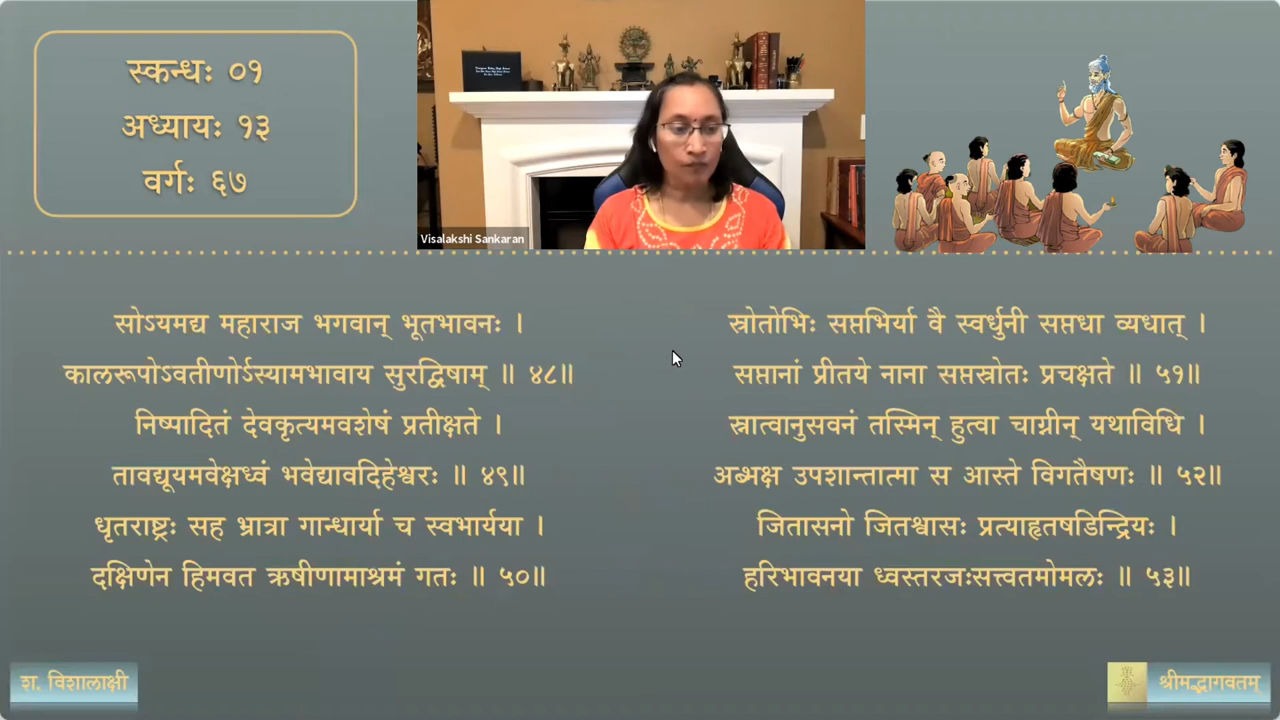 स्कन्धः ०१
अध्यायः १३
वर्गः ६७
Visalakshi Sankaran
सोऽयमद्य महाराज भगवान् भूतभावनः ।
कालरूपोऽवतीर्णोऽस्यामभावाय सुरद्विषाम् ॥ ४८॥
निष्पादितं देवकृत्यमवशेषं प्रतीक्षते ।
तावद्यूयमवेक्षध्वं भवेद्यावदिहेश्वरः ॥ ४९॥
धृतराष्ट्रः सह भ्रात्रा गान्धार्या च स्वभार्यया ।
दक्षिणेन हिमवत ऋषीणामाश्रमं गतः ॥ ५०॥
स्रोतोभिः सप्तभिर्या वै स्वर्धुनी सप्तधा व्यधात् ।
सप्तानां प्रीतये नाना सप्तस्रोतः प्रचक्षते ॥ ५१॥
स्नात्वानुसवनं तस्मिन् हुत्वा चाग्नीन् यथाविधि ।
अब्भक्ष उपशान्तात्मा स आस्ते विगतैषणः ॥ ५२॥
जितासनो जितश्वासः प्रत्याहृतषडिन्द्रियः ।
हरिभावनया ध्वस्तरजःसत्त्वतमोमलः ॥ ५३॥
श. विशालाक्षी
श्रीमद्भागवतम्